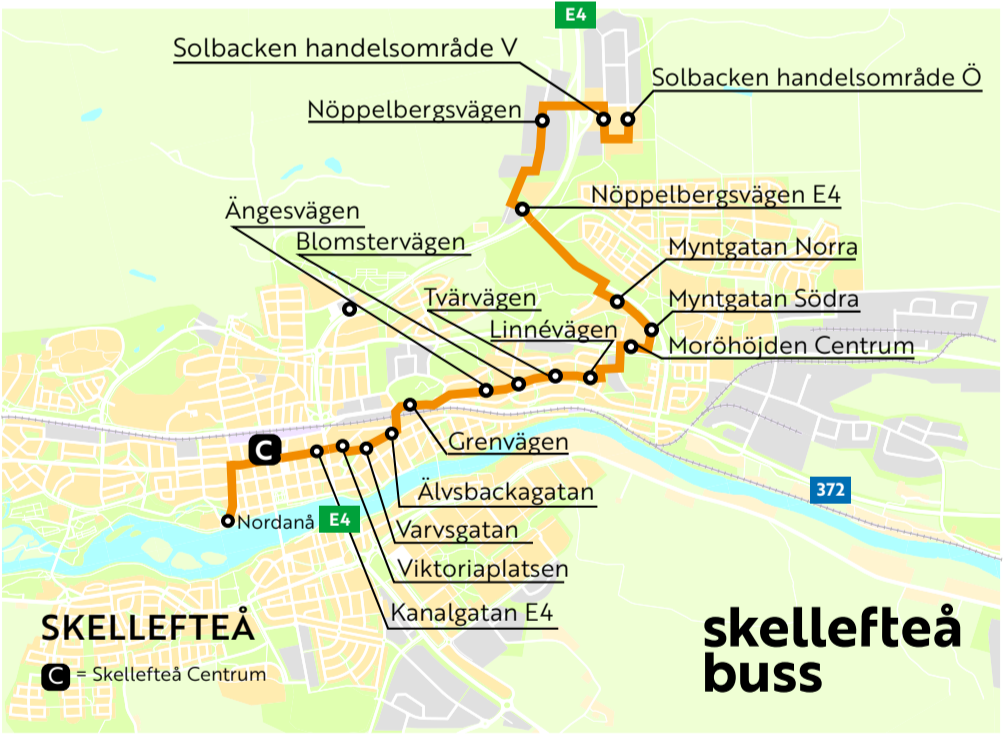 E4
Solbacken handelsområde V
Solbacken handelsområde Ö
Nöppelbergsvägen
Nöppelbergsvägen E4
Ängesvägen
Blomstervägen
Myntgatan Norra
Tvärvägen
Myntgatan Södra
Linnévägen
Moröhöjden Centrum
Grenvägen
C
Älvsbackagatan
372
Nordanå
E4
Varvsgatan
Viktoriaplatsen
Kanalgatan E4
SKELLEFTEÅ
C = Skellefteå Centrum
skellefteå
buss